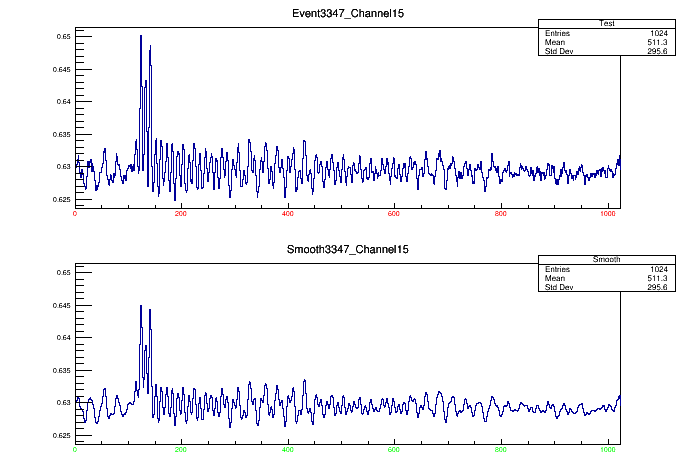 Event3347_Channel15
Test
Entries 1024
Mean 511.3
Std Dev 295.6
0.65
0.645
0.64
0.635
0.63
0.625
0 200 400 600 800 1000
Smooth3347_Channel15
Smooth
Entries 1024
Mean 511.3
Std Dev 295.6
0.65
0.645
0.64
0.635
0.63
0.625
0 200 400 600 800 1000